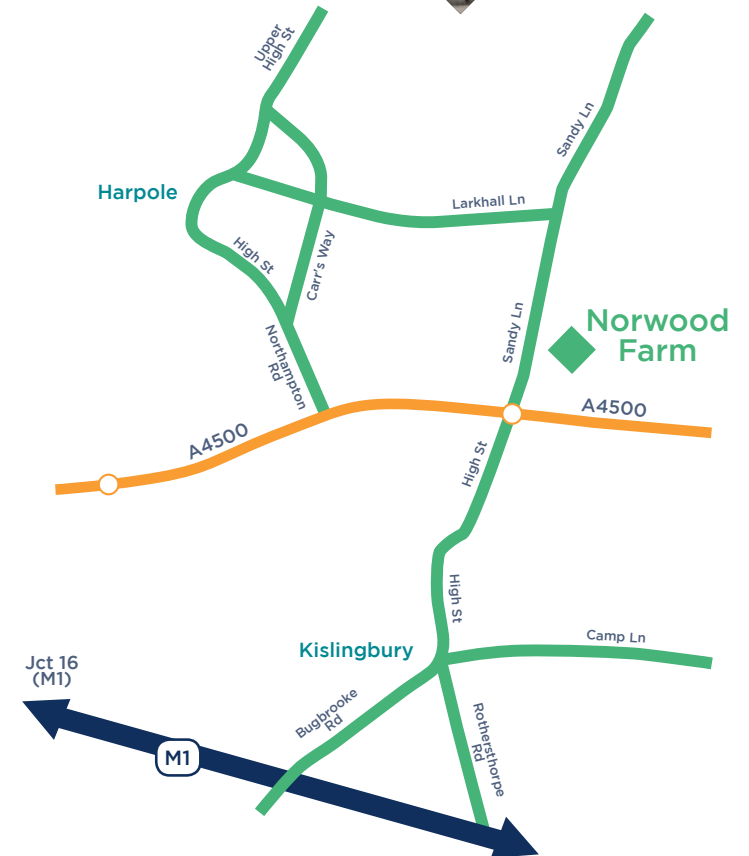 Upper
High St
Sandy Ln
Harpole
Larkhall Ln
High St
Carr's Way
Sandy Ln
Norwood
Farm
Northampton
Rd
A4500
A4500
High St
High St
Kislingbury
Camp Ln
Jct 16
(M1)
Bugbrooke
Rd
Rothersthorpe
Rd
M1